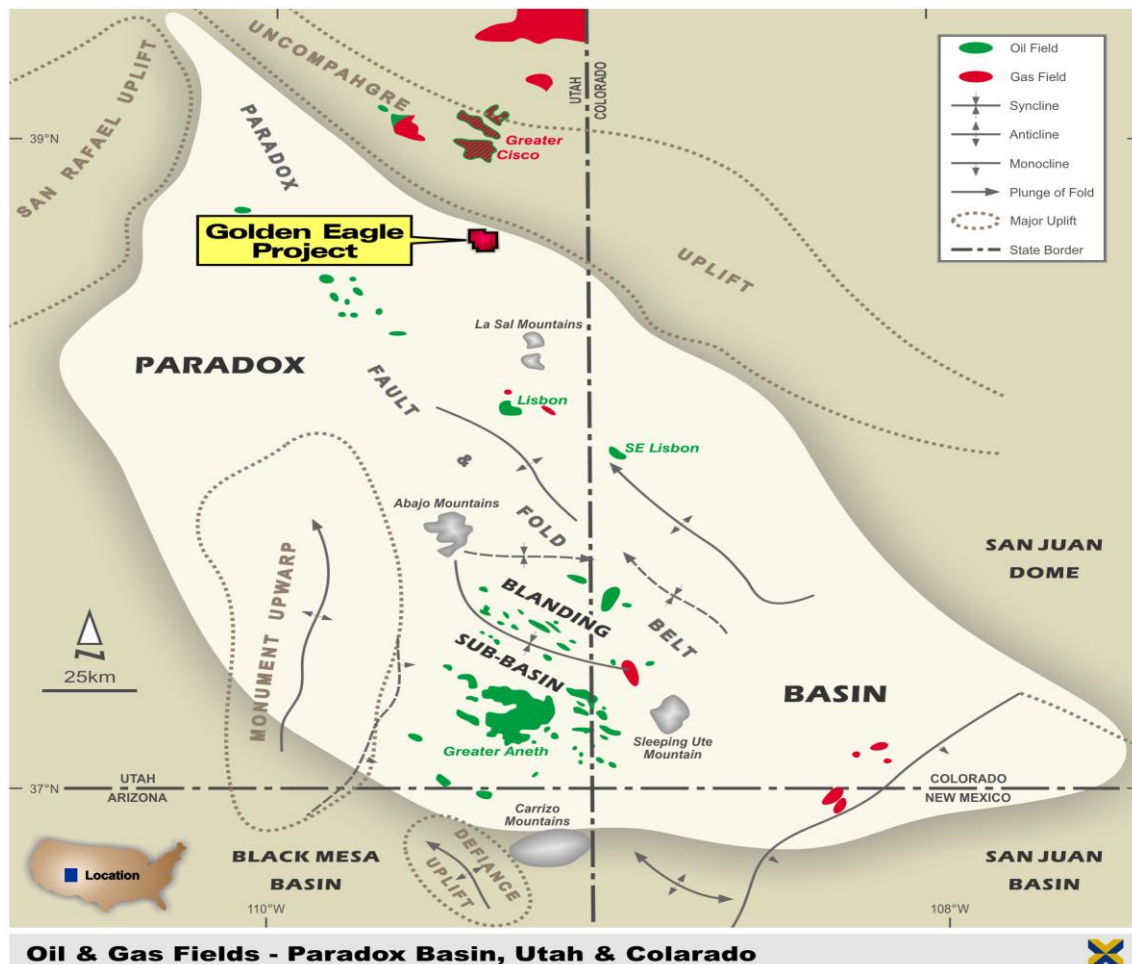 UNCOMPAHGRE
UTAH
COLORADO
Oil Field
Gas Field
Syncline
Anticline
Monocline
Plunge of Fold
Major Uplift
State Border
39°N
SAN RAFAEL UPLIFT
PARADOX
Greater
Cisco
Golden Eagle
Project
UPLIFT
La Sal Mountains
PARADOX
FAULT
Lisbon
SE Lisbon
&
Abajo Mountains
FOLD
SAN JUAN
DOME
BLANDING
BELT
MONUMENT UPWARP
SUB-BASIN
N
25km
BASIN
Greater Aneth
Sleeping Ute
Mountain
37°N
UTAH
ARIZONA
COLORADO
NEW MEXICO
Carrizo
Mountains
Location
BLACK MESA
BASIN
DEFIANCE
UPLIFT
SAN JUAN
BASIN
110°W
108°W
Oil & Gas Fields - Paradox Basin, Utah & Colarado